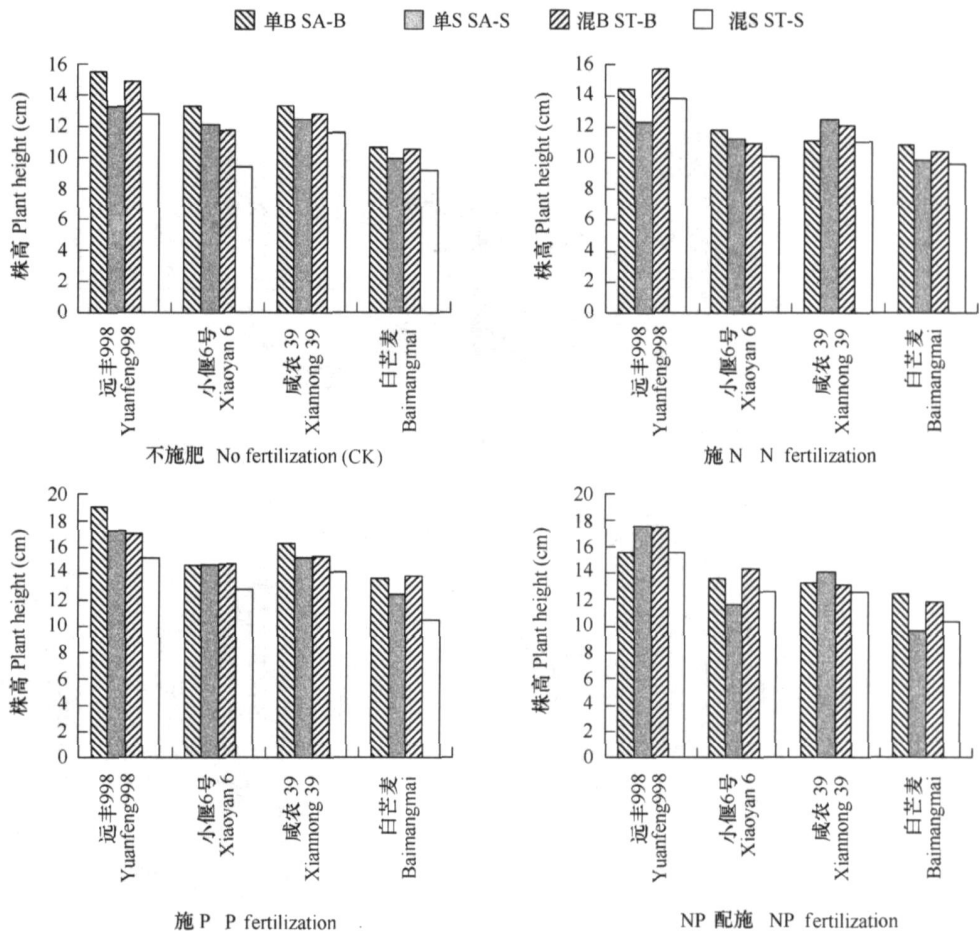 单B SA-B 单S SA-S 混B ST-B 混S ST-S
株高 Plant height (cm)
16
14
12
10
8
6
4
2
0
远丰998
Yuanfeng998
小偃6号
Xiaoyan 6
咸农 39
Xiannong 39
白芒麦
Baimangmai
不施肥 No fertilization (CK)
株高 Plant height (cm)
16
14
12
10
8
6
4
2
0
远丰998
Yuanfeng998
小偃6号
Xiaoyan 6
咸农 39
Xiannong 39
白芒麦
Baimangmai
施 N N fertilization
株高 Plant height (cm)
20
18
16
14
12
10
8
6
4
2
0
远丰998
Yuanfeng998
小偃6号
Xiaoyan 6
咸农 39
Xiannong 39
白芒麦
Baimangmai
施 P P fertilization
株高 Plant height (cm)
20
18
16
14
12
10
8
6
4
2
0
远丰998
Yuanfeng998
小偃6号
Xiaoyan 6
咸农 39
Xiannong 39
白芒麦
Baimangmai
NP 配施 NP fertilization